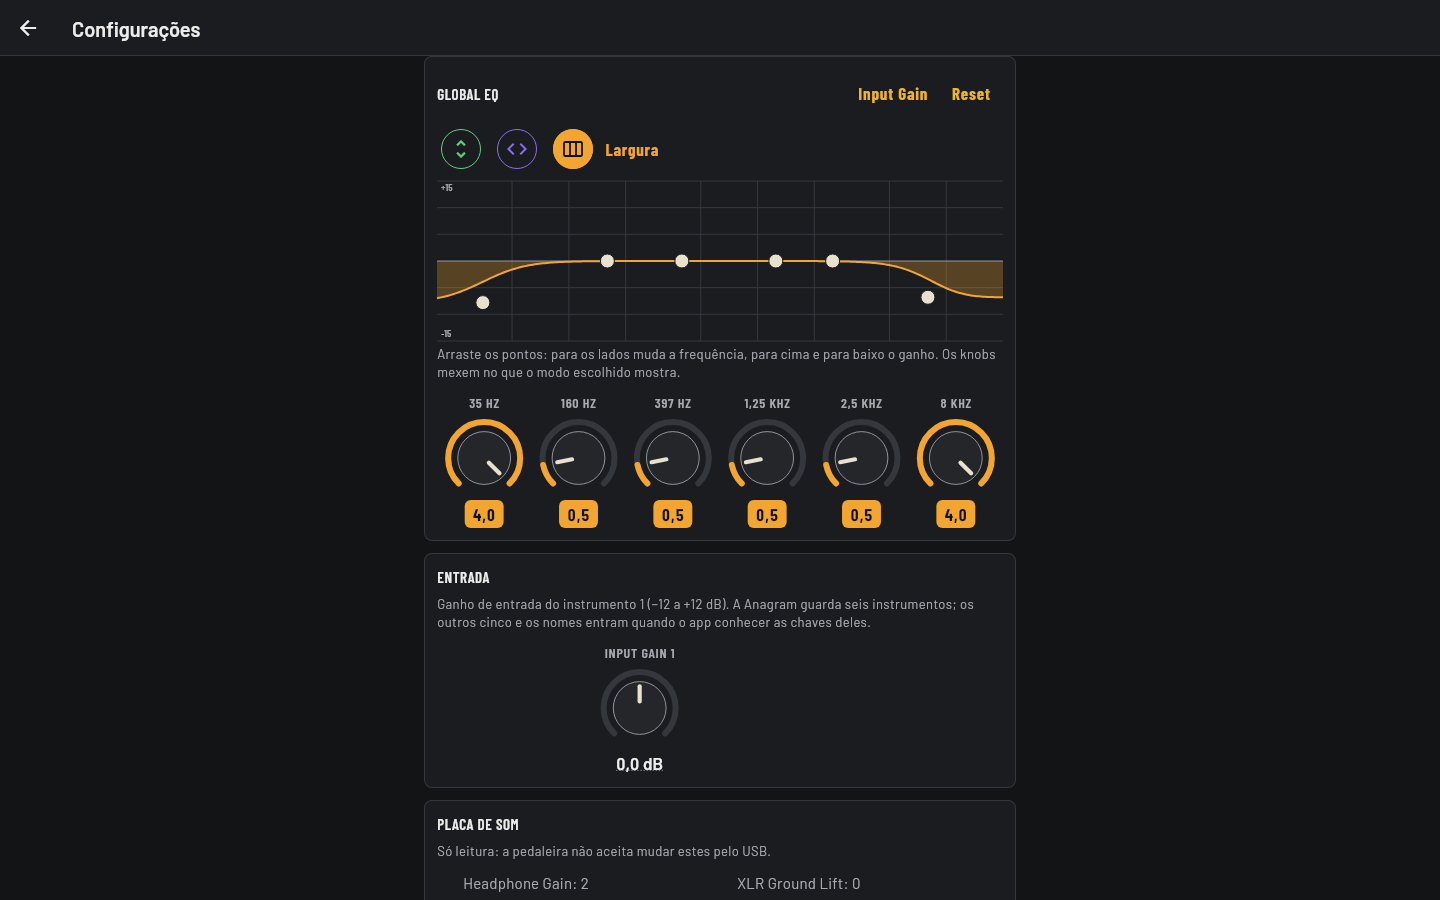 Configurações
GLOBAL EQ
Input Gain
Reset
Largura
+15
-15
Arraste os pontos: para os lados muda a frequência, para cima e para baixo o ganho. Os knobs
mexem no que o modo escolhido mostra.
35 HZ
160 HZ
397 HZ
1,25 KHZ
2,5 KHZ
8 KHZ
4,0
0,5
0,5
0,5
0,5
4,0
ENTRADA
Ganho de entrada do instrumento 1 (−12 a +12 dB). A Anagram guarda seis instrumentos; os
outros cinco e os nomes entram quando o app conhecer as chaves deles.
INPUT GAIN 1
0,0 dB
PLACA DE SOM
Só leitura: a pedaleira não aceita mudar estes pelo USB.
Headphone Gain: 2
XLR Ground Lift: 0